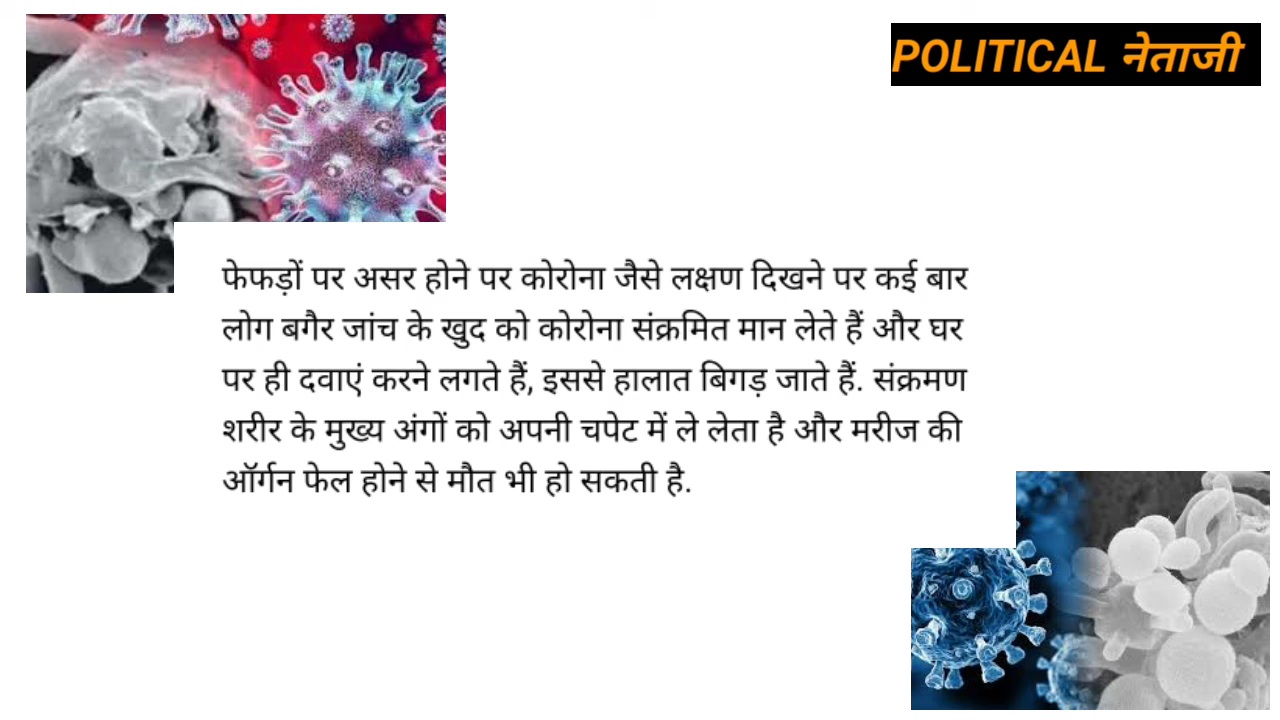 POLITICAL नेताजी
फेफड़ों पर असर होने पर कोरोना जैसे लक्षण दिखने पर कई बार
लोग बगैर जांच के खुद को कोरोना संक्रमित मान लेते हैं और घर
पर ही दवाएं करने लगते हैं, इससे हालात बिगड़ जाते हैं. संक्रमण
शरीर के मुख्य अंगों को अपनी चपेट में ले लेता है और मरीज की
ऑर्गन फेल होने से मौत भी हो सकती है.